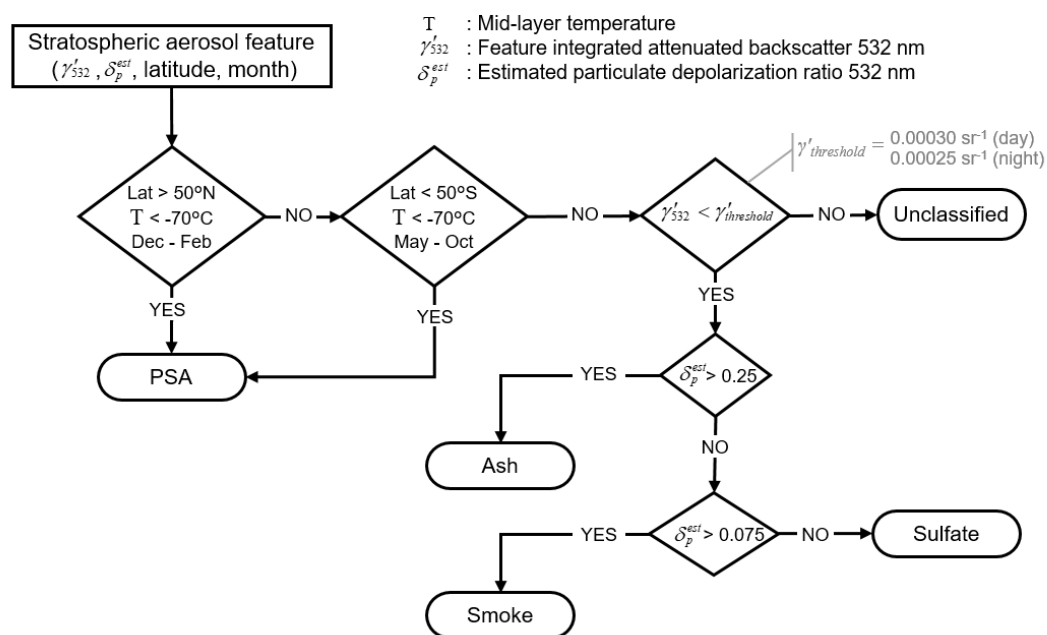 Stratospheric aerosol feature
(γ′532 , δp^est, latitude, month)
T : Mid-layer temperature
γ′532 : Feature integrated attenuated backscatter 532 nm
δp^est : Estimated particulate depolarization ratio 532 nm
γ′threshold = 0.00030 sr⁻¹ (day)
0.00025 sr⁻¹ (night)
Lat > 50ºN
T < -70ºC
Dec - Feb
NO
Lat < 50ºS
T < -70ºC
May - Oct
NO
γ′532 < γ′threshold
NO
Unclassified
YES
YES
YES
PSA
δp^est > 0.25
YES
Ash
NO
δp^est > 0.075
YES
NO
Sulfate
Smoke